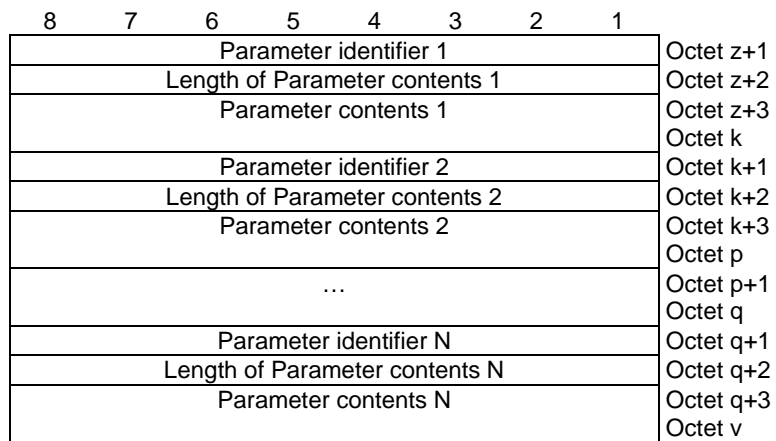 8 7 6 5 4 3 2 1
Parameter identifier 1 Octet z+1
Length of Parameter contents 1 Octet z+2
Parameter contents 1 Octet z+3
Octet k
Parameter identifier 2 Octet k+1
Length of Parameter contents 2 Octet k+2
Parameter contents 2 Octet k+3
Octet p
… Octet p+1
Octet q
Parameter identifier N Octet q+1
Length of Parameter contents N Octet q+2
Parameter contents N Octet q+3
Octet v